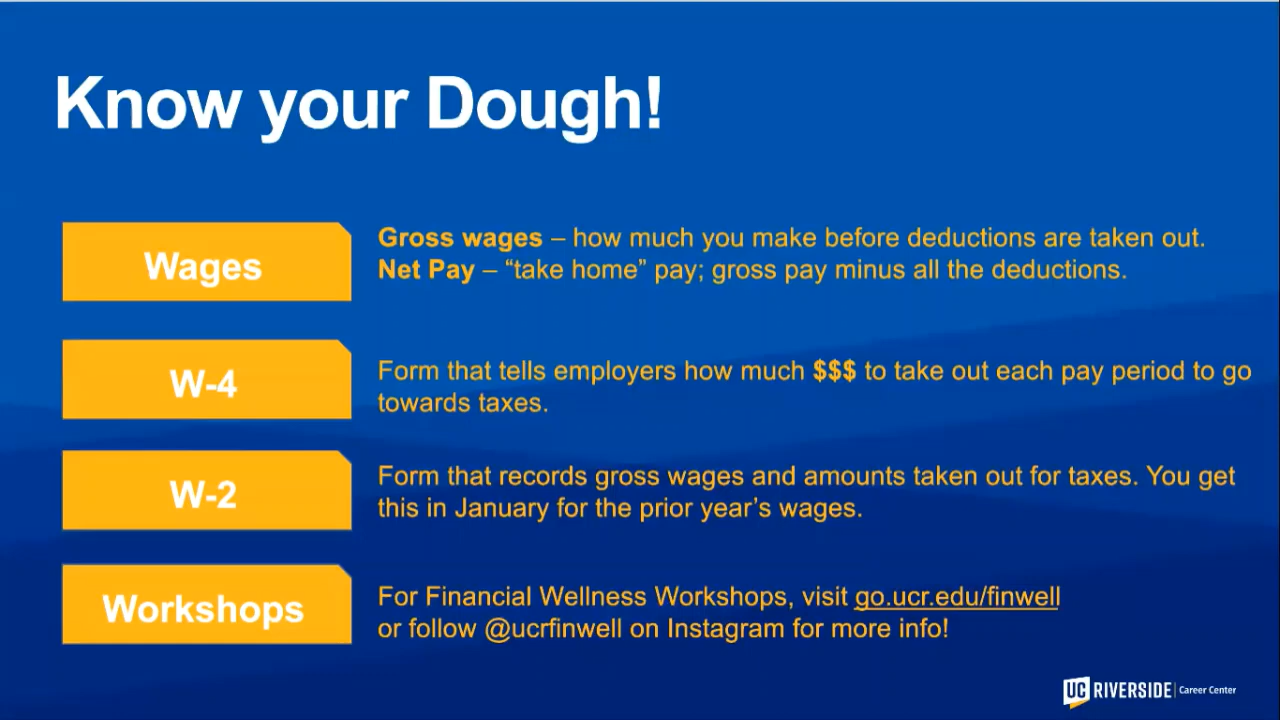 Know your Dough!
Wages
Gross wages – how much you make before deductions are taken out.
Net Pay – “take home” pay; gross pay minus all the deductions.
W-4
Form that tells employers how much $$$ to take out each pay period to go
towards taxes.
W-2
Form that records gross wages and amounts taken out for taxes. You get
this in January for the prior year’s wages.
Workshops
For Financial Wellness Workshops, visit go.ucr.edu/finwell
or follow @ucrfinwell on Instagram for more info!
UC RIVERSIDE | Career Center